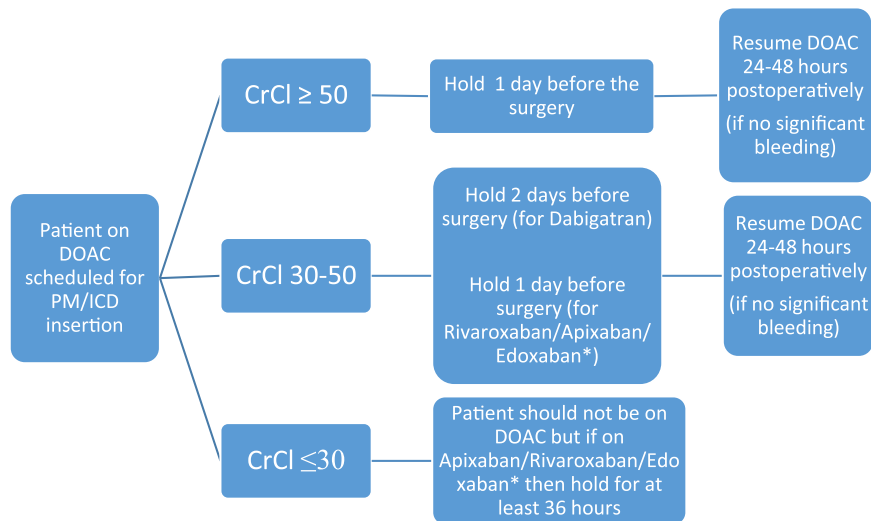 Patient on
DOAC
scheduled for
PM/ICD
insertion
CrCl ≥ 50
Hold 1 day before the
surgery
Resume DOAC
24-48 hours
postoperatively
(if no significant
bleeding)
CrCl 30-50
Hold 2 days before
surgery (for Dabigatran)
Hold 1 day before
surgery (for
Rivaroxaban/Apixaban/
Edoxaban*)
Resume DOAC
24-48 hours
postoperatively
(if no significant
bleeding)
CrCl ≤30
Patient should not be on
DOAC but if on
Apixaban/Rivaroxaban/Edo
xaban* then hold for at
least 36 hours